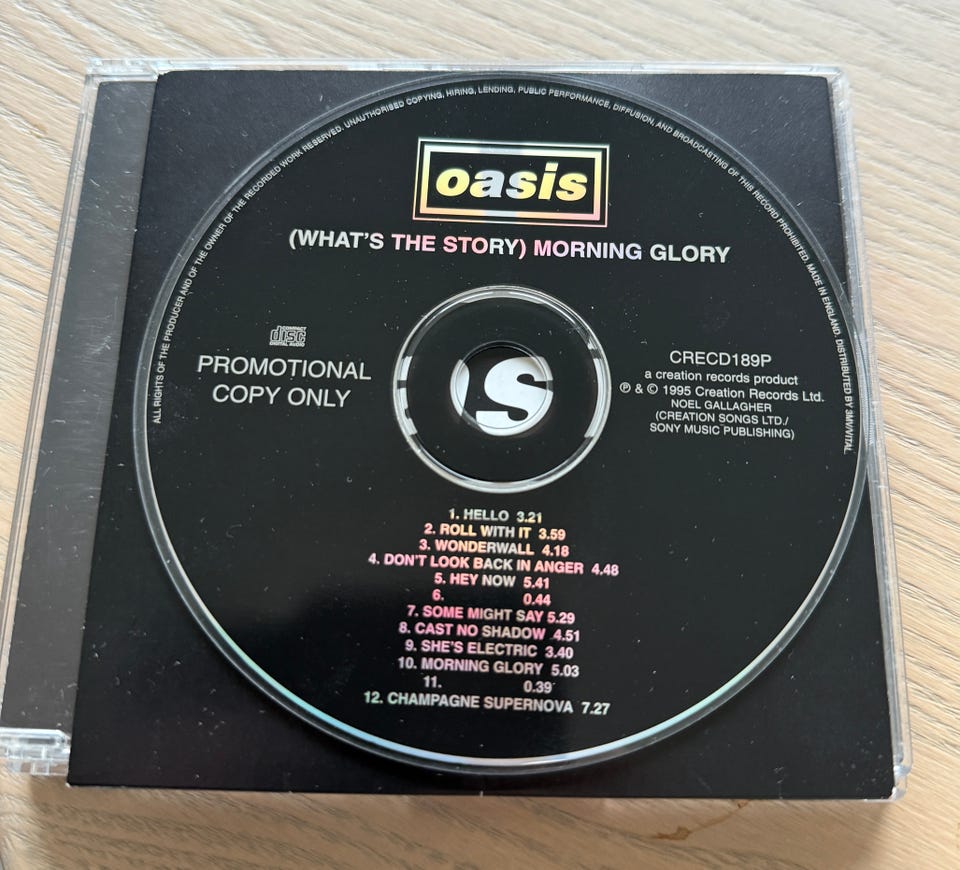 ALL RIGHTS OF THE PRODUCER AND OF THE OWNER OF THE RECORDED WORK RESERVED. UNAUTHORISED COPYING, HIRING, LENDING, PUBLIC PERFORMANCE, DIFFUSION, AND BROADCASTING OF THIS RECORD PROHIBITED. MADE IN ENGLAND. DISTRIBUTED BY 3MV/VITAL
oasis
(WHAT'S THE STORY) MORNING GLORY
COMPACT
disc
DIGITAL AUDIO
PROMOTIONAL
COPY ONLY
CRECD189P
a creation records product
℗ & © 1995 Creation Records Ltd.
NOEL GALLAGHER
(CREATION SONGS LTD./
SONY MUSIC PUBLISHING)
1. HELLO 3.21
2. ROLL WITH IT 3.59
3. WONDERWALL 4.18
4. DON'T LOOK BACK IN ANGER 4.48
5. HEY NOW 5.41
6. 0.44
7. SOME MIGHT SAY 5.29
8. CAST NO SHADOW 4.51
9. SHE'S ELECTRIC 3.40
10. MORNING GLORY 5.03
11. 0.39
12. CHAMPAGNE SUPERNOVA 7.27